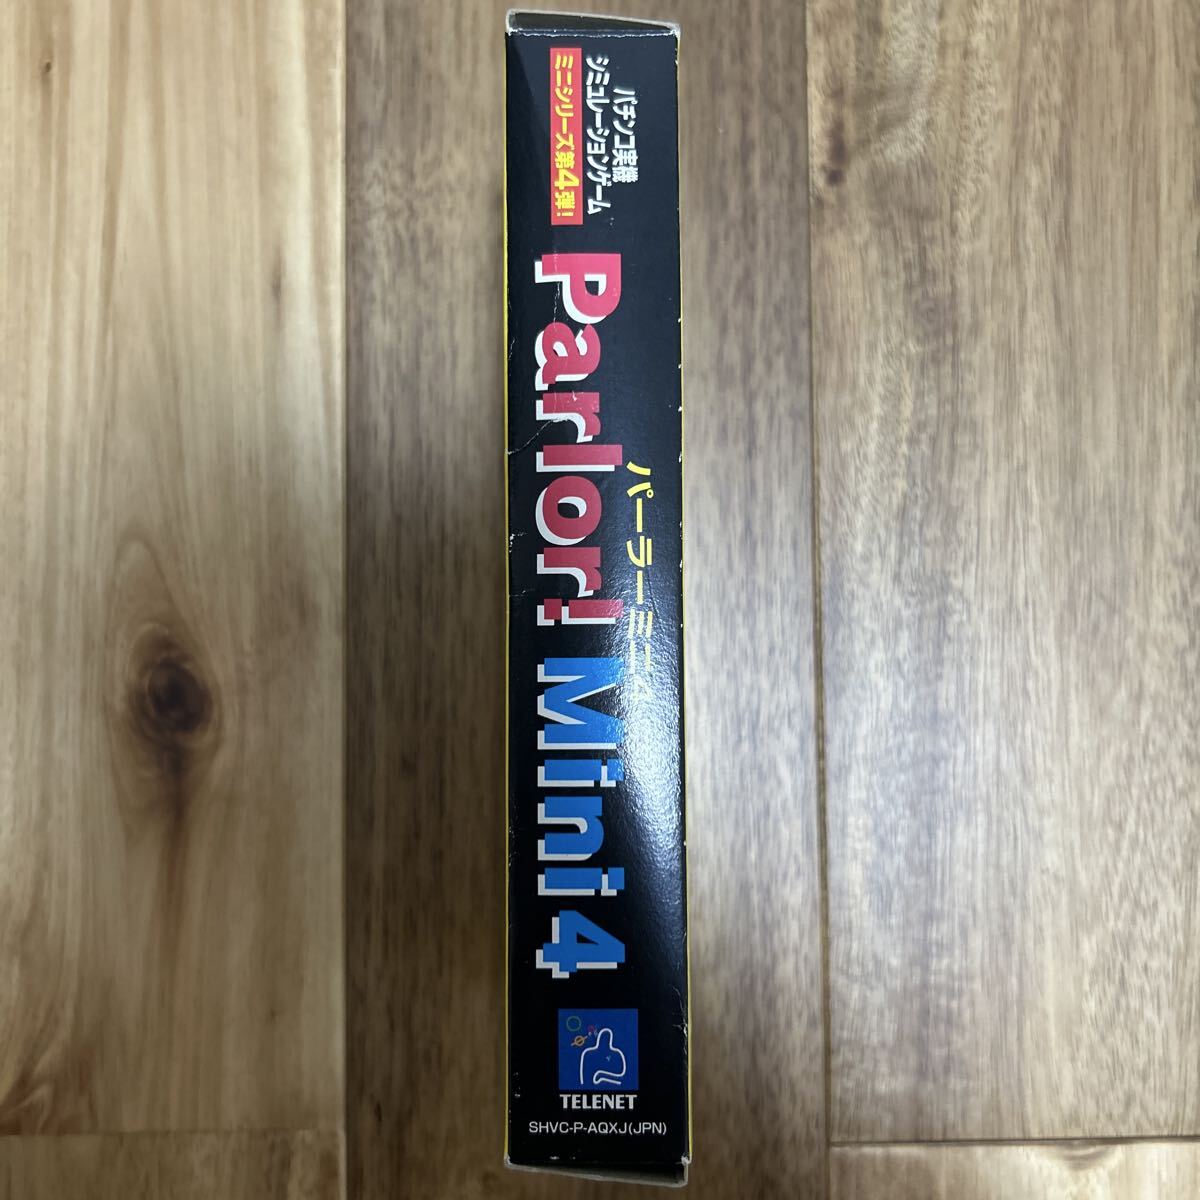 パチンコ実機
シミュレーションゲーム
ミニシリーズ第4弾!
パーラーミニ4
Parlor! Mini 4
TELENET
SHVC-P-AQXJ(JPN)